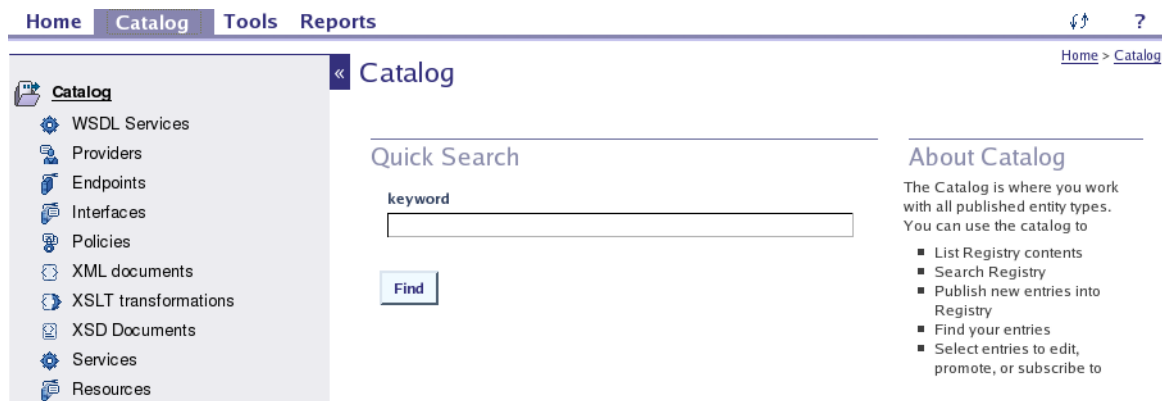 Home Catalog Tools Reports ?
Home > Catalog
«
Catalog
WSDL Services
Providers
Endpoints
Interfaces
Policies
XML documents
XSLT transformations
XSD Documents
Services
Resources
Catalog
Quick Search
keyword
Find
About Catalog
The Catalog is where you work
with all published entity types.
You can use the catalog to
List Registry contents
Search Registry
Publish new entries into
Registry
Find your entries
Select entries to edit,
promote, or subscribe to